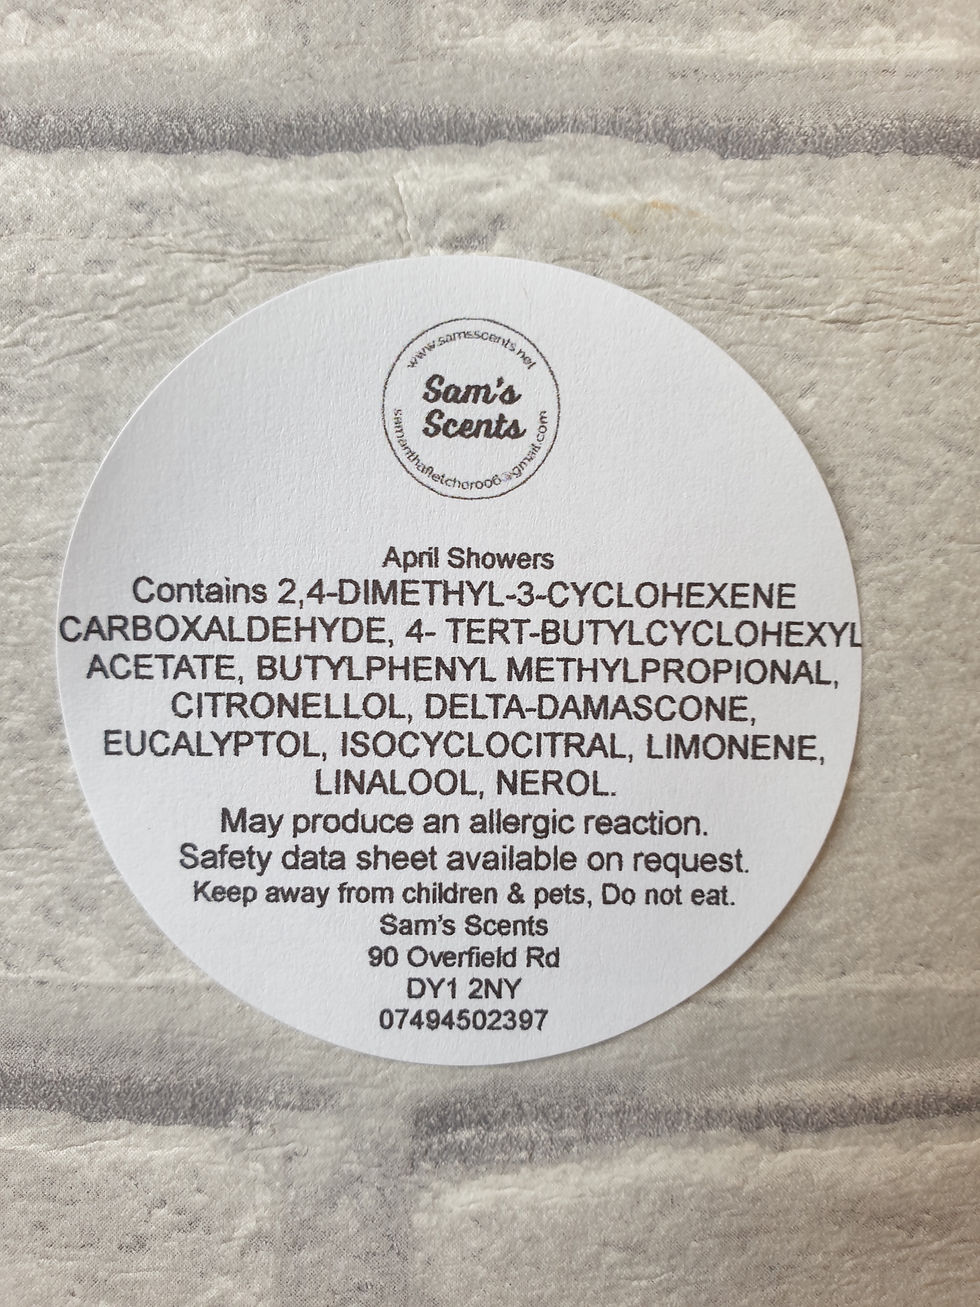 www.samsscents.net
Sam's
Scents
samanthafletcher006@gmail.com
April Showers
Contains 2,4-DIMETHYL-3-CYCLOHEXENE
CARBOXALDEHYDE, 4- TERT-BUTYLCYCLOHEXYL
ACETATE, BUTYLPHENYL METHYLPROPIONAL,
CITRONELLOL, DELTA-DAMASCONE,
EUCALYPTOL, ISOCYCLOCITRAL, LIMONENE,
LINALOOL, NEROL.
May produce an allergic reaction.
Safety data sheet available on request.
Keep away from children & pets, Do not eat.
Sam's Scents
90 Overfield Rd
DY1 2NY
07494502397